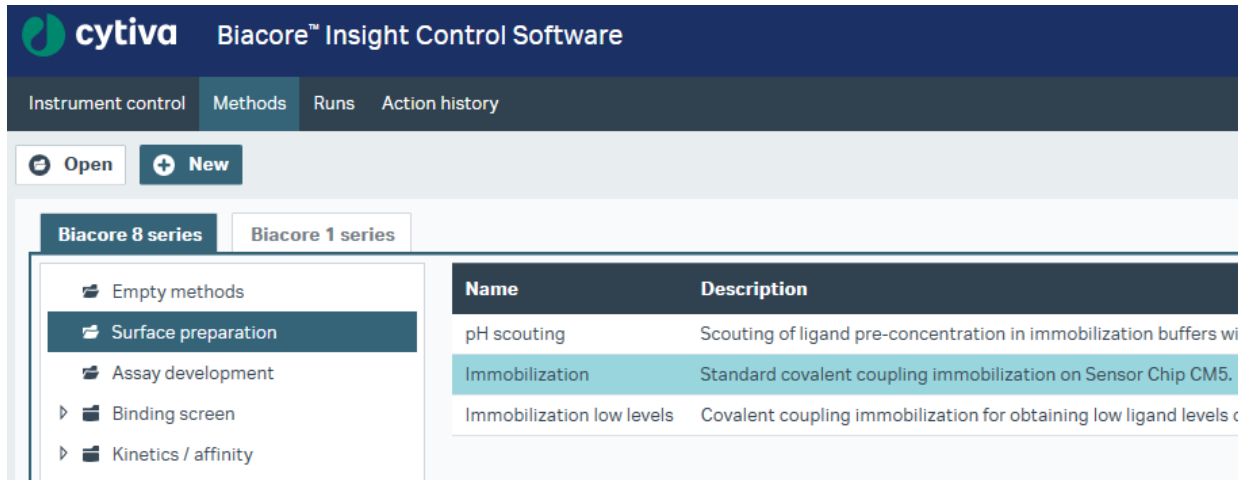 cytiva Biacore™ Insight Control Software
Instrument control Methods Runs Action history
Open New
Biacore 8 series Biacore 1 series
Empty methods
Surface preparation
Assay development
Binding screen
Kinetics / affinity
Name Description
pH scouting Scouting of ligand pre-concentration in immobilization buffers
Immobilization Standard covalent coupling immobilization on Sensor Chip CM5.
Immobilization low levels Covalent coupling immobilization for obtaining low ligand levels